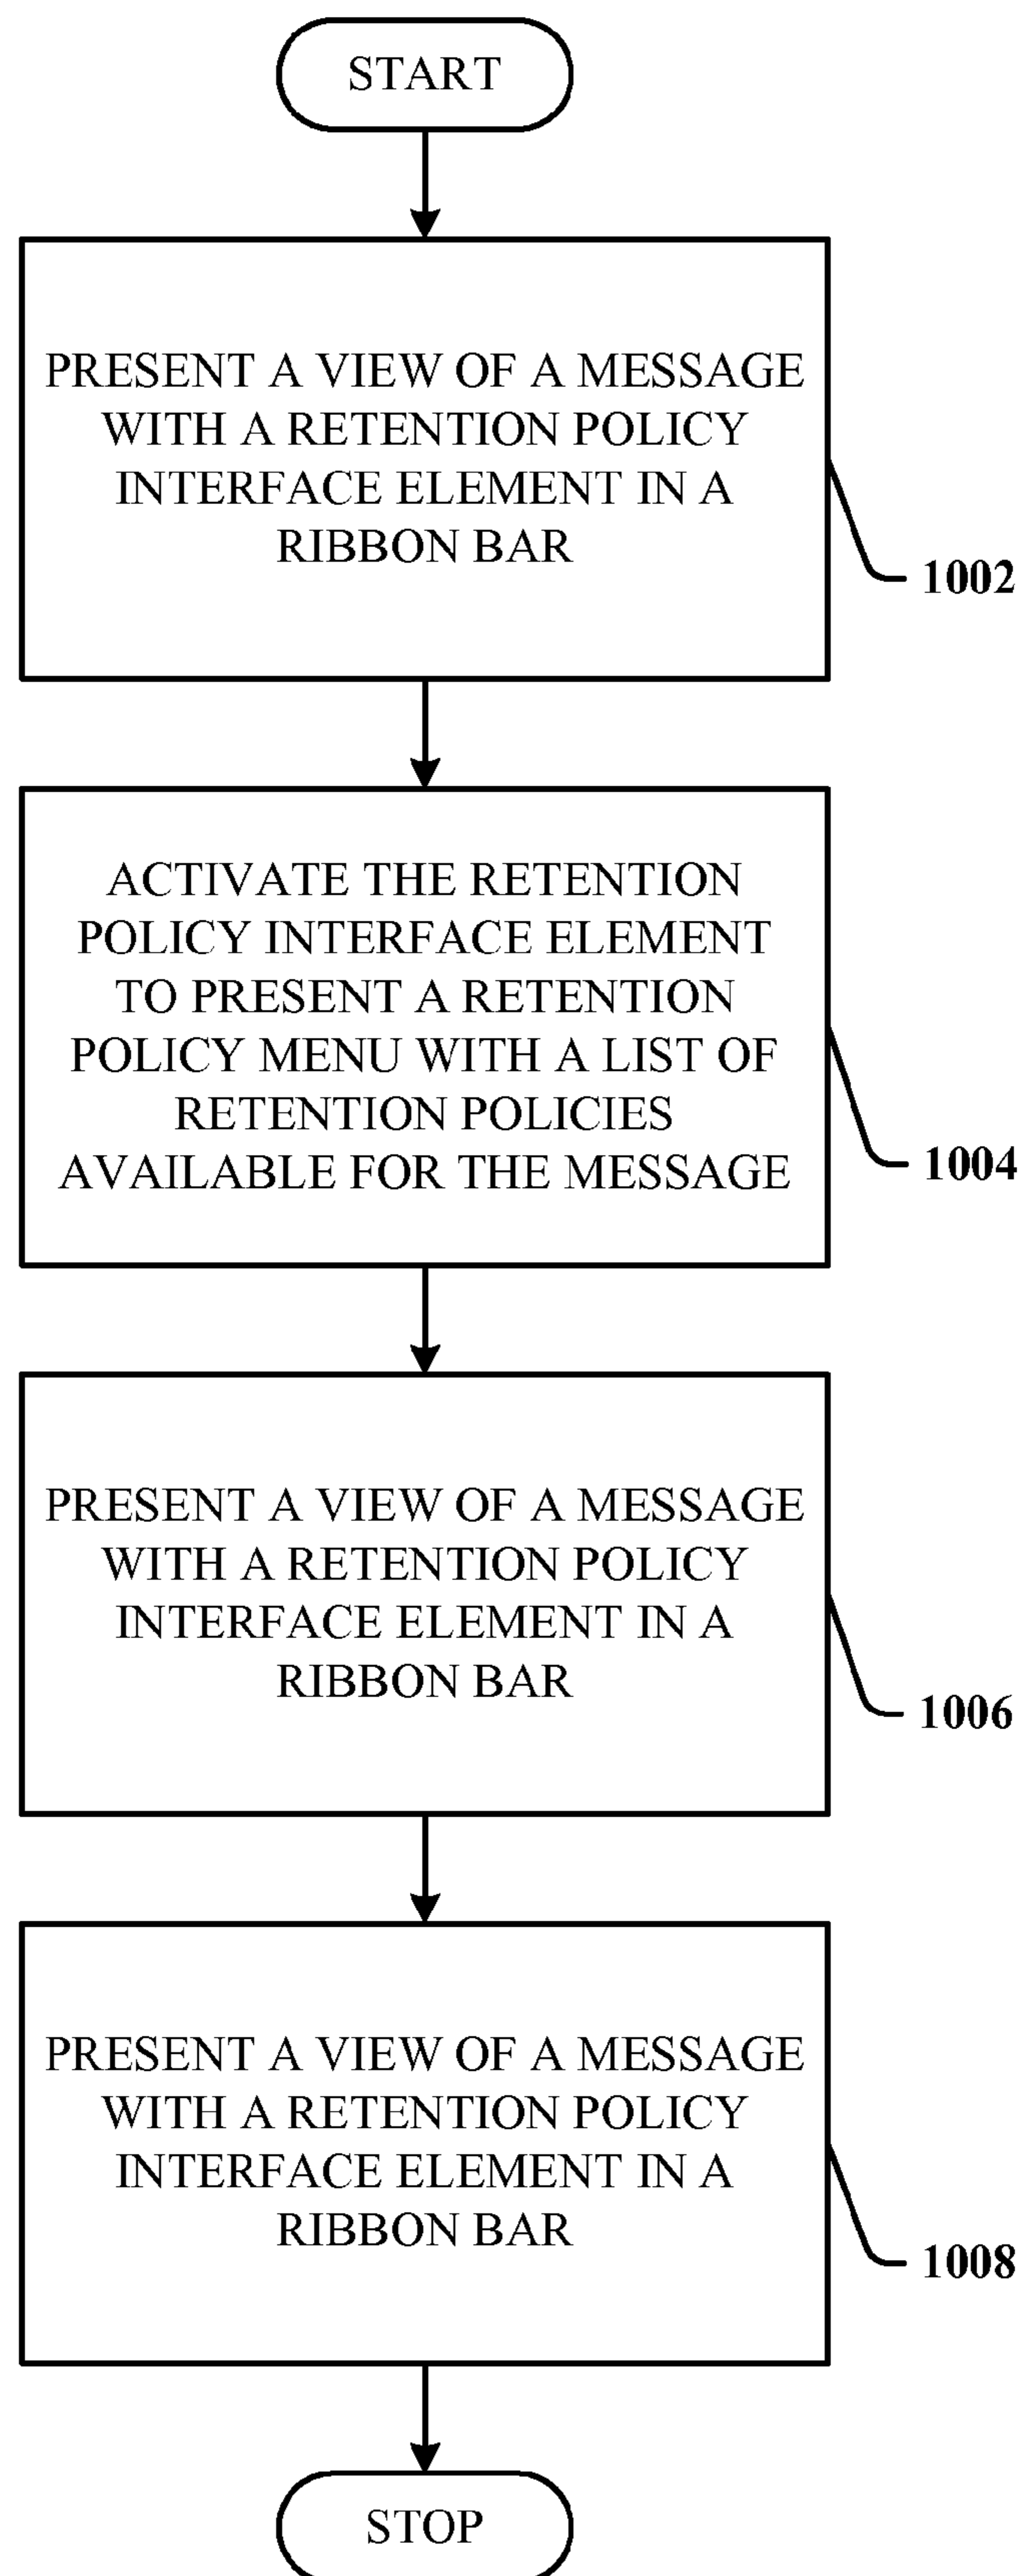 START
PRESENT A VIEW OF A MESSAGE
WITH A RETENTION POLICY
INTERFACE ELEMENT IN A
RIBBON BAR
1002
ACTIVATE THE RETENTION
POLICY INTERFACE ELEMENT
TO PRESENT A RETENTION
POLICY MENU WITH A LIST OF
RETENTION POLICIES
AVAILABLE FOR THE MESSAGE
1004
PRESENT A VIEW OF A MESSAGE
WITH A RETENTION POLICY
INTERFACE ELEMENT IN A
RIBBON BAR
1006
PRESENT A VIEW OF A MESSAGE
WITH A RETENTION POLICY
INTERFACE ELEMENT IN A
RIBBON BAR
1008
STOP